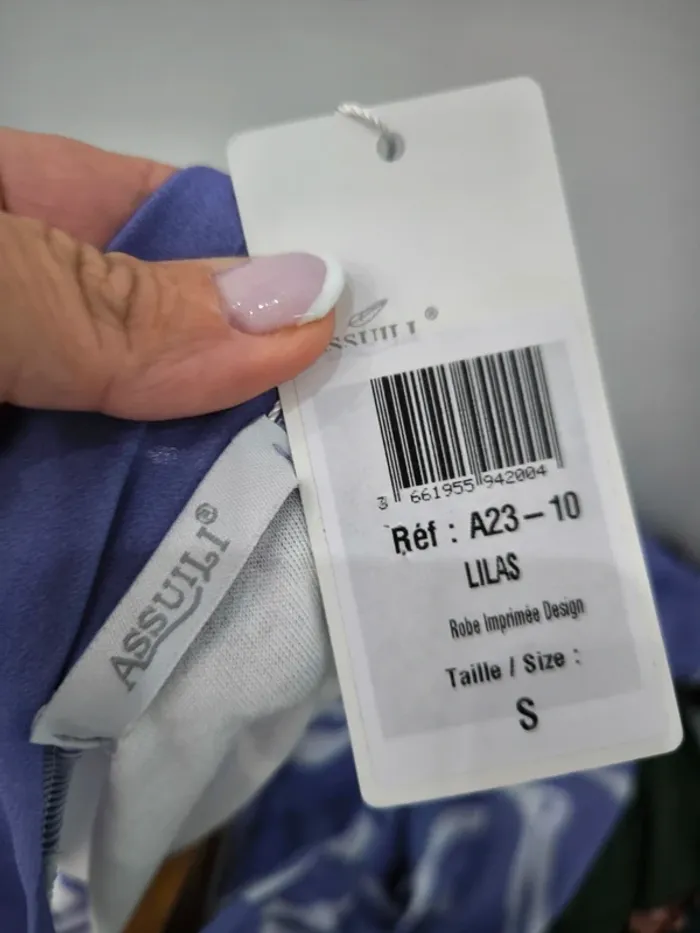 ASSUILI®
3 661955 942004
Réf : A23-10
LILAS
Robe Imprimée Design
Taille / Size :
S
ASSUILI®